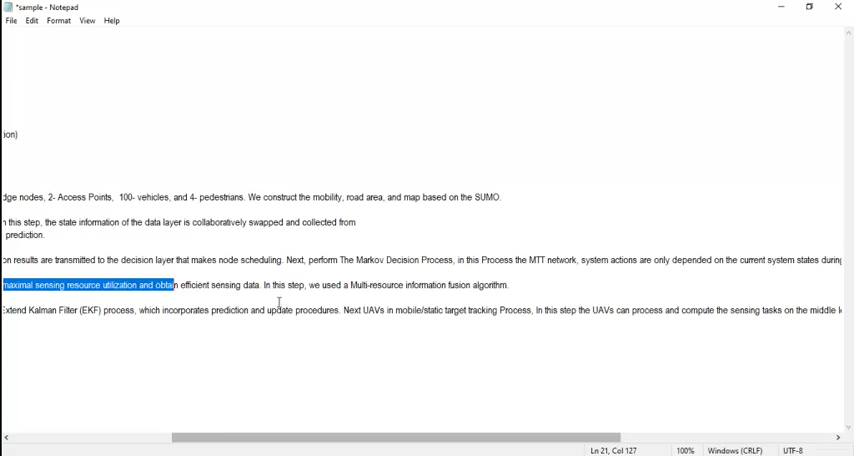 *sample - Notepad
File Edit Format View Help
ion)
dge nodes, 2- Access Points, 100- vehicles, and 4- pedestrians. We construct the mobility, road area, and map based on the SUMO.
n this step, the state information of the data layer is collaboratively swapped and collected from
prediction.
on results are transmitted to the decision layer that makes node scheduling. Next, perform The Markov Decision Process, in this Process the MTT network, system actions are only depended on the current system states during
maximal sensing resource utilization and obtain efficient sensing data. In this step, we used a Multi-resource information fusion algorithm.
Extend Kalman Filter (EKF) process, which incorporates prediction and update procedures. Next UAVs in mobile/static target tracking Process, In this step the UAVs can process and compute the sensing tasks on the middle l
Ln 21, Col 127 100% Windows (CRLF) UTF-8